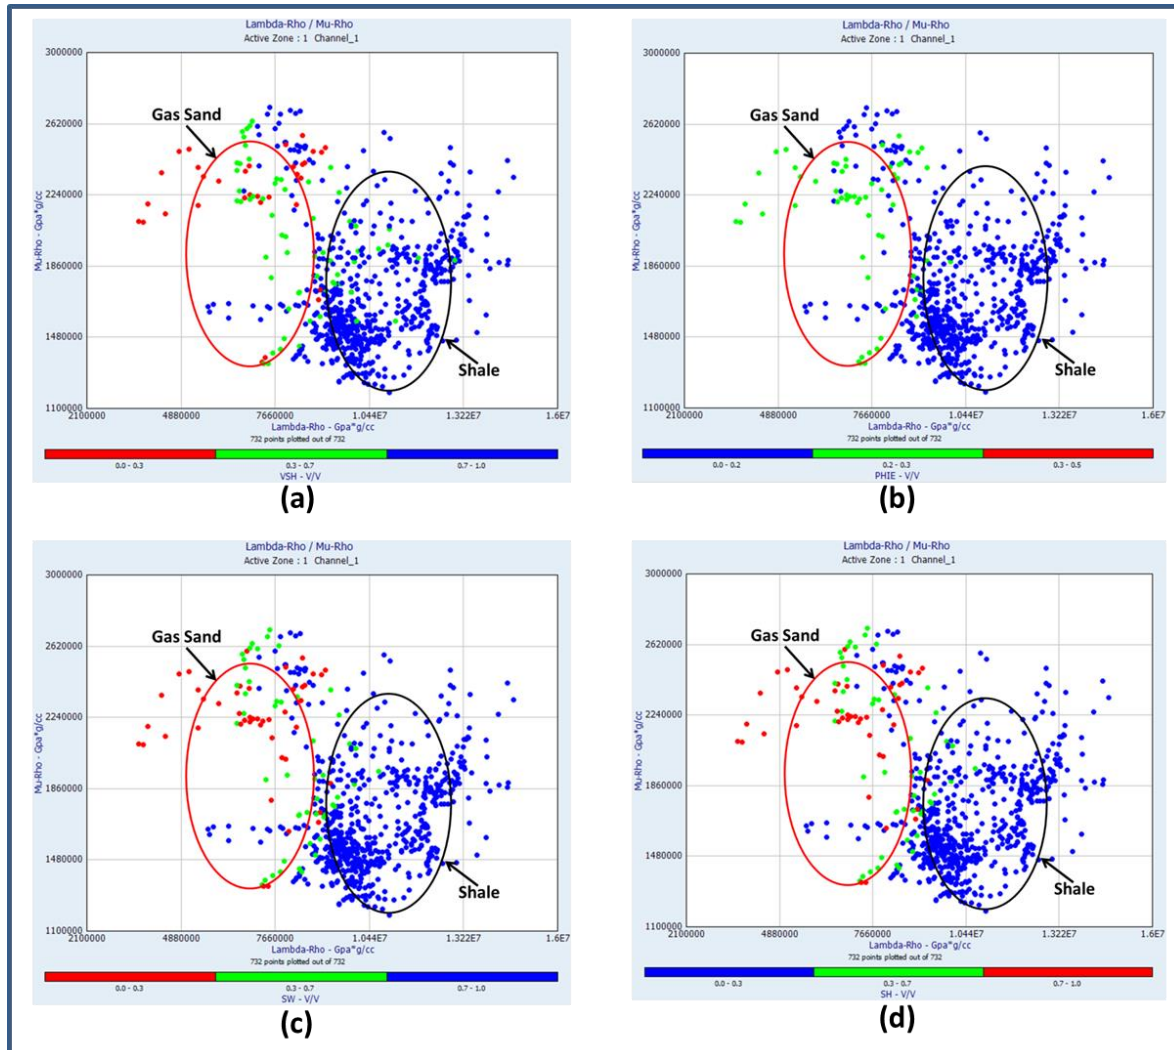 Lambda-Rho / Mu-Rho
Active Zone : 1 Channel_1
3000000
2620000
2240000
1860000
1480000
1100000
Mu-Rho - Gpa*g/cc
Gas Sand
Shale
2100000 4880000 7660000 1.044E7 1.322E7 1.6E7
Lambda-Rho - Gpa*g/cc
732 points plotted out of 732
0.0 - 0.3 0.3 - 0.7 0.7 - 1.0
VSH - V/V
(a)
Lambda-Rho / Mu-Rho
Active Zone : 1 Channel_1
3000000
2620000
2240000
1860000
1480000
1100000
Mu-Rho - Gpa*g/cc
Gas Sand
Shale
2100000 4880000 7660000 1.044E7 1.322E7 1.6E7
Lambda-Rho - Gpa*g/cc
732 points plotted out of 732
0.0 - 0.2 0.2 - 0.3 0.3 - 0.5
PHIE - V/V
(b)
Lambda-Rho / Mu-Rho
Active Zone : 1 Channel_1
3000000
2620000
2240000
1860000
1480000
1100000
Mu-Rho - Gpa*g/cc
Gas Sand
Shale
2100000 4880000 7660000 1.044E7 1.322E7 1.6E7
Lambda-Rho - Gpa*g/cc
732 points plotted out of 732
0.0 - 0.3 0.3 - 0.7 0.7 - 1.0
SW - V/V
(c)
Lambda-Rho / Mu-Rho
Active Zone : 1 Channel_1
3000000
2620000
2240000
1860000
1480000
1100000
Mu-Rho - Gpa*g/cc
Gas Sand
Shale
2100000 4880000 7660000 1.044E7 1.322E7 1.6E7
Lambda-Rho - Gpa*g/cc
732 points plotted out of 732
0.0 - 0.3 0.3 - 0.7 0.7 - 1.0
SH - V/V
(d)